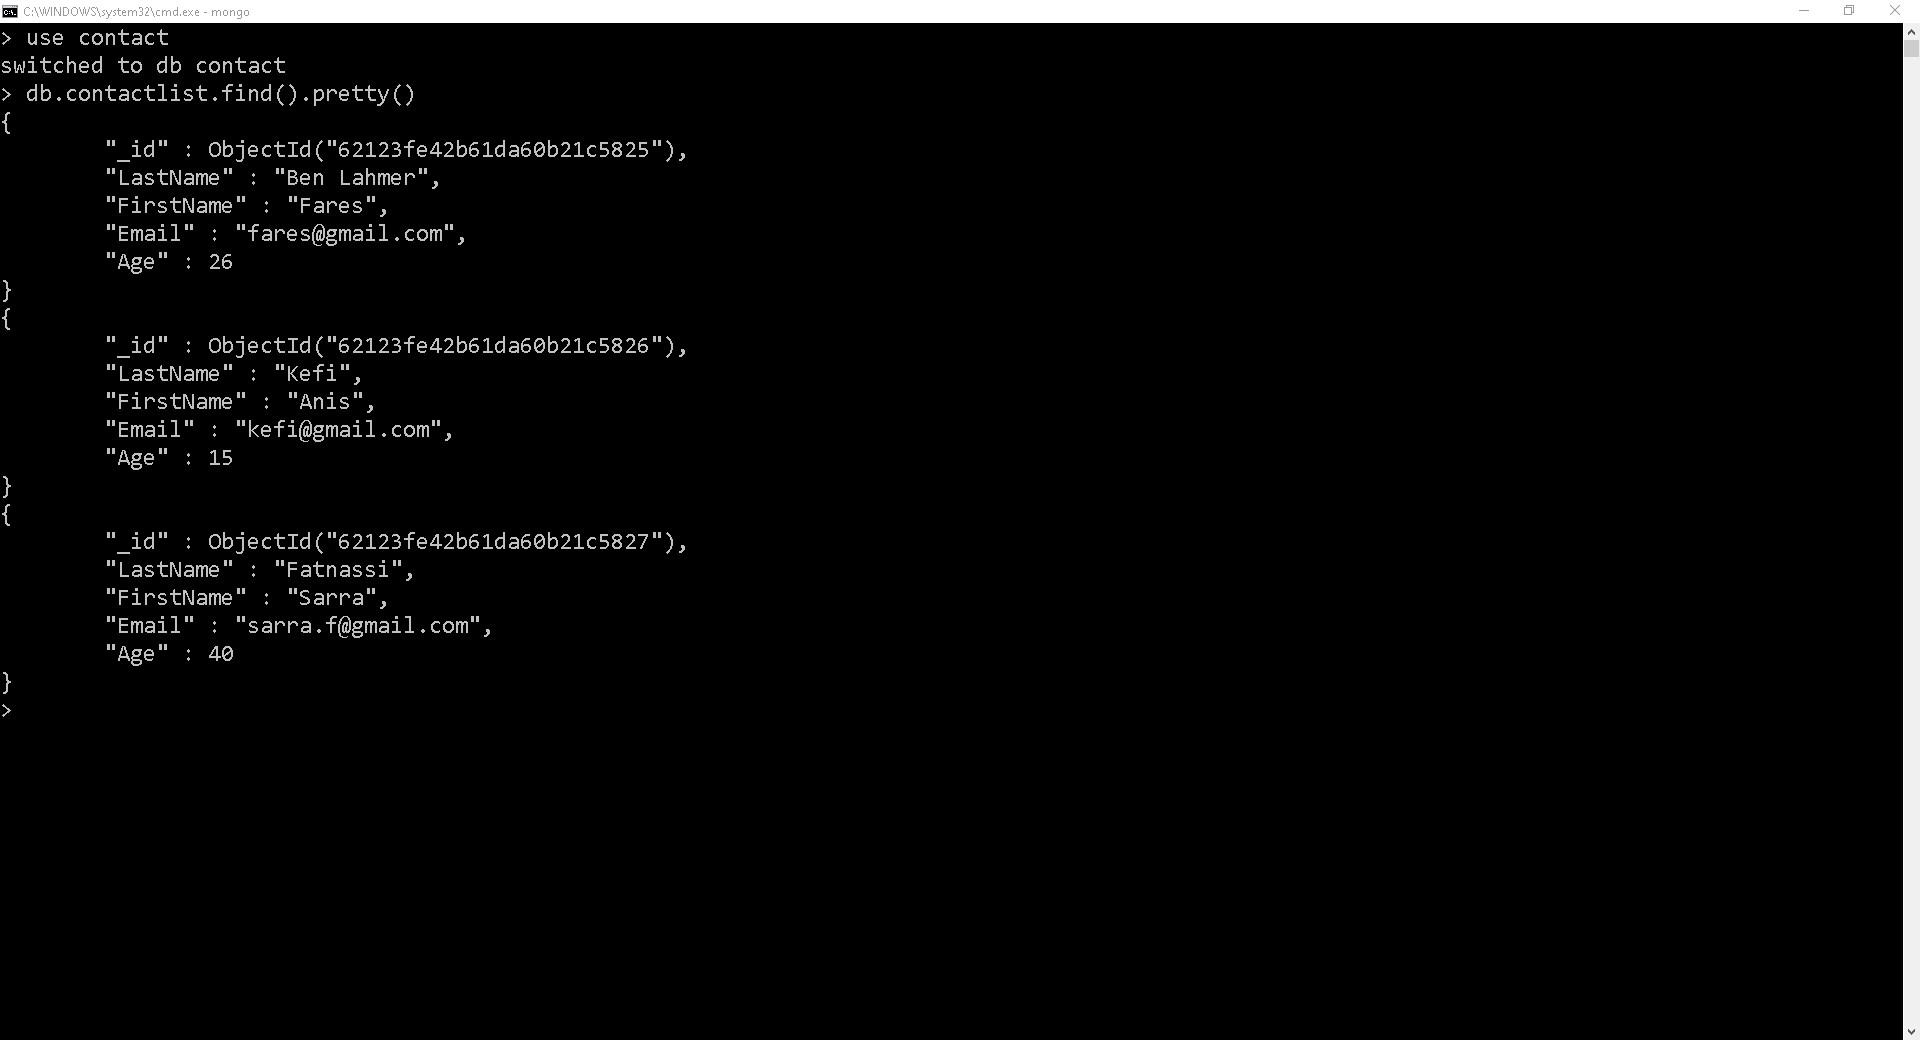 C:\WINDOWS\system32\cmd.exe - mongo
> use contact
switched to db contact
> db.contactlist.find().pretty()
{
        "_id" : ObjectId("62123fe42b61da60b21c5825"),
        "LastName" : "Ben Lahmer",
        "FirstName" : "Fares",
        "Email" : "fares@gmail.com",
        "Age" : 26
}
{
        "_id" : ObjectId("62123fe42b61da60b21c5826"),
        "LastName" : "Kefi",
        "FirstName" : "Anis",
        "Email" : "kefi@gmail.com",
        "Age" : 15
}
{
        "_id" : ObjectId("62123fe42b61da60b21c5827"),
        "LastName" : "Fatnassi",
        "FirstName" : "Sarra",
        "Email" : "sarra.f@gmail.com",
        "Age" : 40
}
>